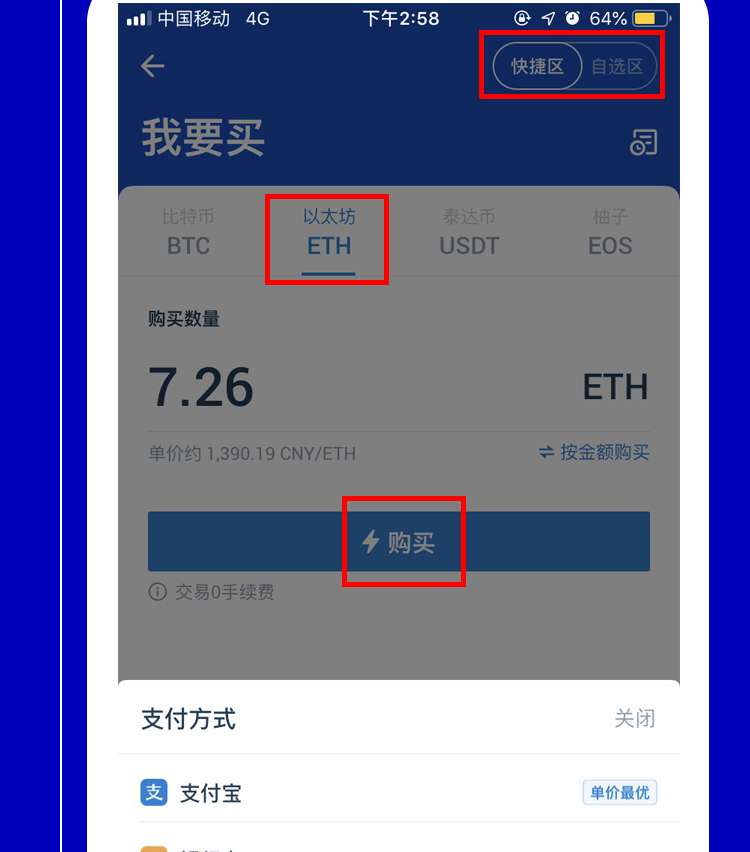 中国移动 4G 下午2:58 64%
快捷区 自选区
我要买
比特币 以太坊 泰达币 柚子
BTC ETH USDT EOS
购买数量
7.26 ETH
单价约 1,390.19 CNY/ETH 按金额购买
购买
交易0手续费
支付方式 关闭
支 支付宝 单价最优